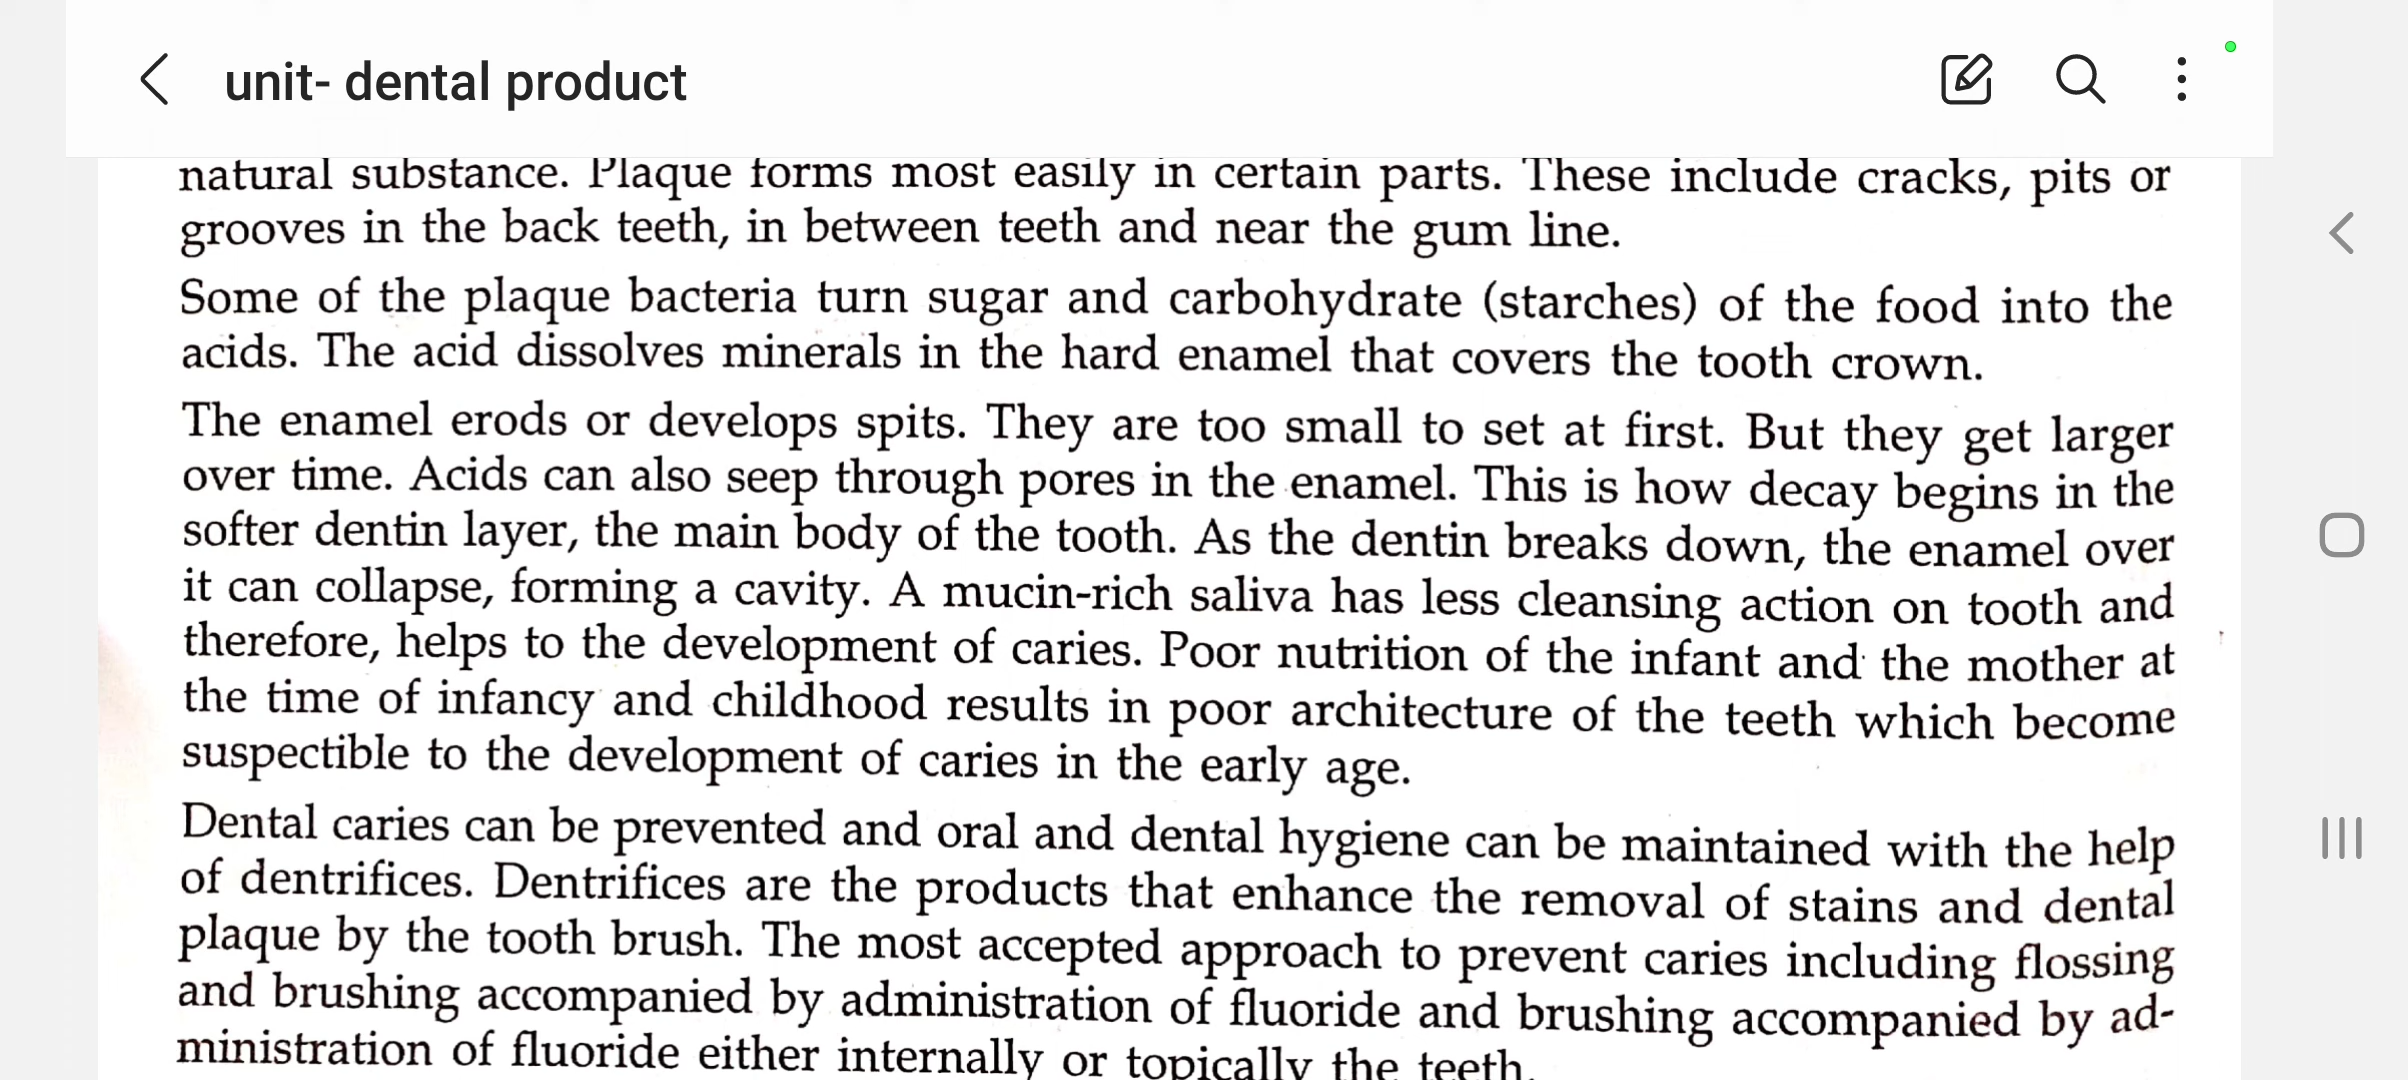 unit- dental product
natural substance. Plaque forms most easily in certain parts. These include cracks, pits or
grooves in the back teeth, in between teeth and near the gum line.
Some of the plaque bacteria turn sugar and carbohydrate (starches) of the food into the
acids. The acid dissolves minerals in the hard enamel that covers the tooth crown.
The enamel erods or develops spits. They are too small to set at first. But they get larger
over time. Acids can also seep through pores in the enamel. This is how decay begins in the
softer dentin layer, the main body of the tooth. As the dentin breaks down, the enamel over
it can collapse, forming a cavity. A mucin-rich saliva has less cleansing action on tooth and
therefore, helps to the development of caries. Poor nutrition of the infant and the mother at
the time of infancy and childhood results in poor architecture of the teeth which become
suspectible to the development of caries in the early age.
Dental caries can be prevented and oral and dental hygiene can be maintained with the help
of dentrifices. Dentrifices are the products that enhance the removal of stains and dental
plaque by the tooth brush. The most accepted approach to prevent caries including flossing
and brushing accompanied by administration of fluoride and brushing accompanied by ad-
ministration of fluoride either internally or topically the teeth.